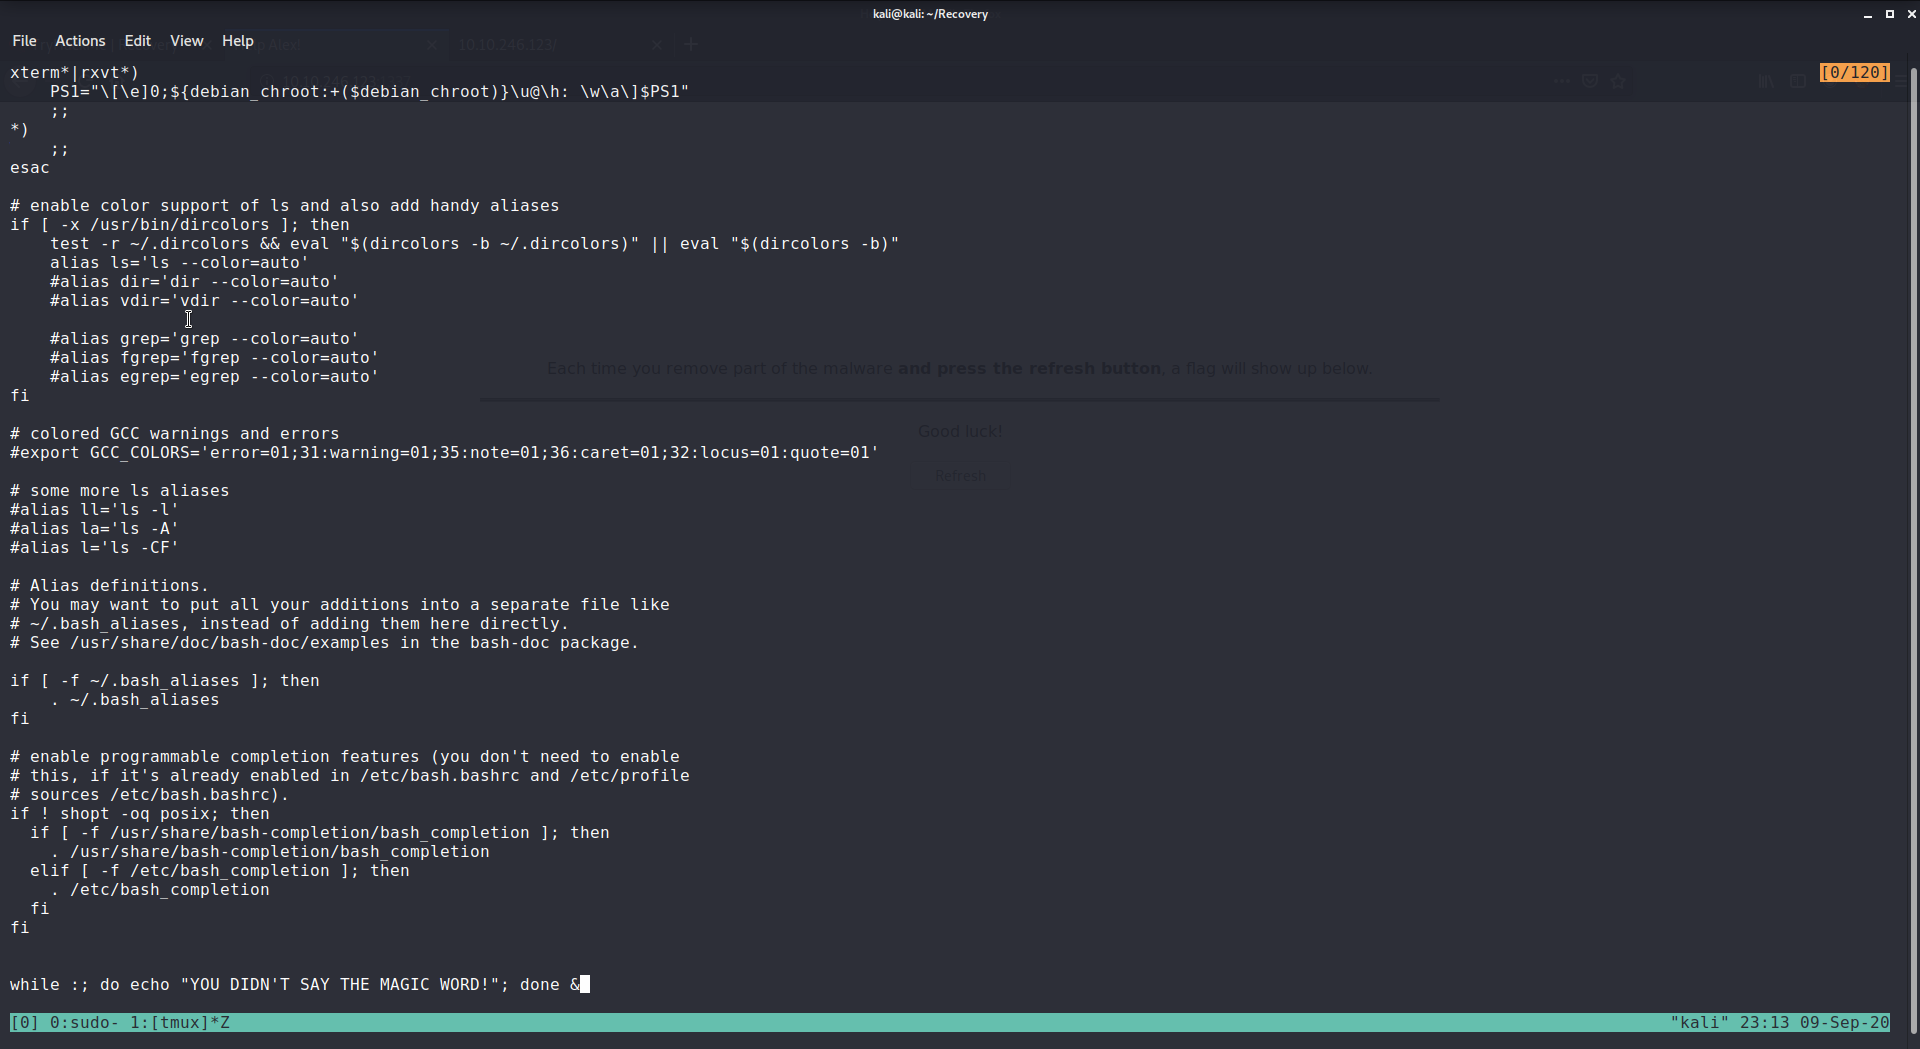 kali@kali: ~/Recovery
File Actions Edit View Help
10.10.246.123/
xterm*|rxvt*)
[0/120]
    PS1="\[\e]0;${debian_chroot:+($debian_chroot)}\u@\h: \w\a\]$PS1"
    ;;
*)
    ;;
esac

# enable color support of ls and also add handy aliases
if [ -x /usr/bin/dircolors ]; then
    test -r ~/.dircolors && eval "$(dircolors -b ~/.dircolors)" || eval "$(dircolors -b)"
    alias ls='ls --color=auto'
    #alias dir='dir --color=auto'
    #alias vdir='vdir --color=auto'

    #alias grep='grep --color=auto'
    #alias fgrep='fgrep --color=auto'
    #alias egrep='egrep --color=auto'
fi
Each time you remove part of the malware and press the refresh button, a flag will show up below.
Good luck!
Refresh

# colored GCC warnings and errors
#export GCC_COLORS='error=01;31:warning=01;35:note=01;36:caret=01;32:locus=01:quote=01'

# some more ls aliases
#alias ll='ls -l'
#alias la='ls -A'
#alias l='ls -CF'

# Alias definitions.
# You may want to put all your additions into a separate file like
# ~/.bash_aliases, instead of adding them here directly.
# See /usr/share/doc/bash-doc/examples in the bash-doc package.

if [ -f ~/.bash_aliases ]; then
    . ~/.bash_aliases
fi

# enable programmable completion features (you don't need to enable
# this, if it's already enabled in /etc/bash.bashrc and /etc/profile
# sources /etc/bash.bashrc).
if ! shopt -oq posix; then
  if [ -f /usr/share/bash-completion/bash_completion ]; then
    . /usr/share/bash-completion/bash_completion
  elif [ -f /etc/bash_completion ]; then
    . /etc/bash_completion
  fi
fi

while :; do echo "YOU DIDN'T SAY THE MAGIC WORD!"; done &
[0] 0:sudo- 1:[tmux]*Z
"kali" 23:13 09-Sep-20